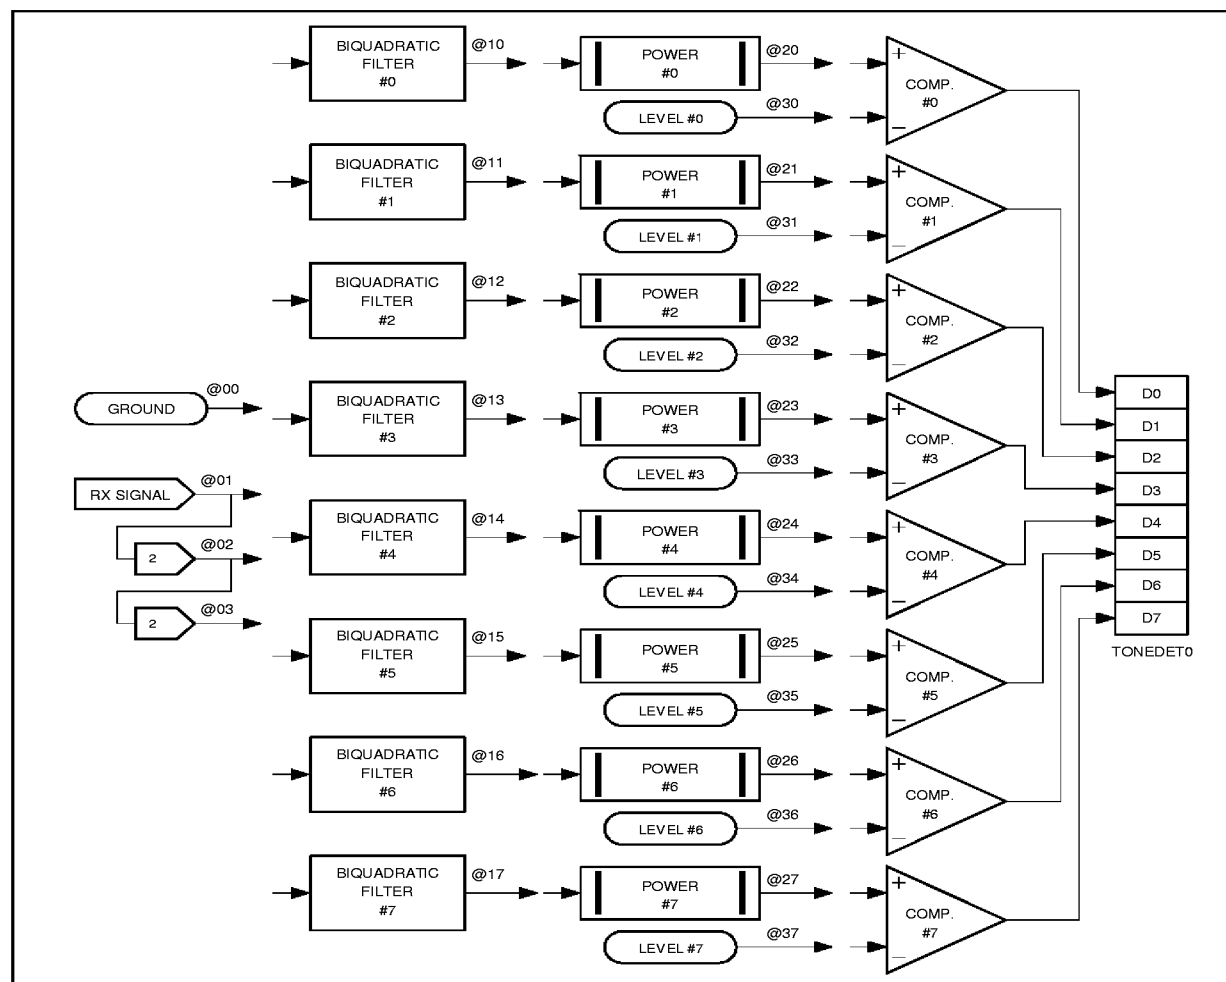 BIQUADRATIC
FILTER
#0
@10
POWER
#0
@20
LEVEL #0
@30
+
−
COMP.
#0
BIQUADRATIC
FILTER
#1
@11
POWER
#1
@21
LEVEL #1
@31
+
−
COMP.
#1
BIQUADRATIC
FILTER
#2
@12
POWER
#2
@22
LEVEL #2
@32
+
−
COMP.
#2
GROUND
@00
BIQUADRATIC
FILTER
#3
@13
POWER
#3
@23
LEVEL #3
@33
+
−
COMP.
#3
RX SIGNAL
@01
2
@02
2
@03
BIQUADRATIC
FILTER
#4
@14
POWER
#4
@24
LEVEL #4
@34
+
−
COMP.
#4
BIQUADRATIC
FILTER
#5
@15
POWER
#5
@25
LEVEL #5
@35
+
−
COMP.
#5
BIQUADRATIC
FILTER
#6
@16
POWER
#6
@26
LEVEL #6
@36
+
−
COMP.
#6
BIQUADRATIC
FILTER
#7
@17
POWER
#7
@27
LEVEL #7
@37
+
−
COMP.
#7
D0
D1
D2
D3
D4
D5
D6
D7
TONEDET0